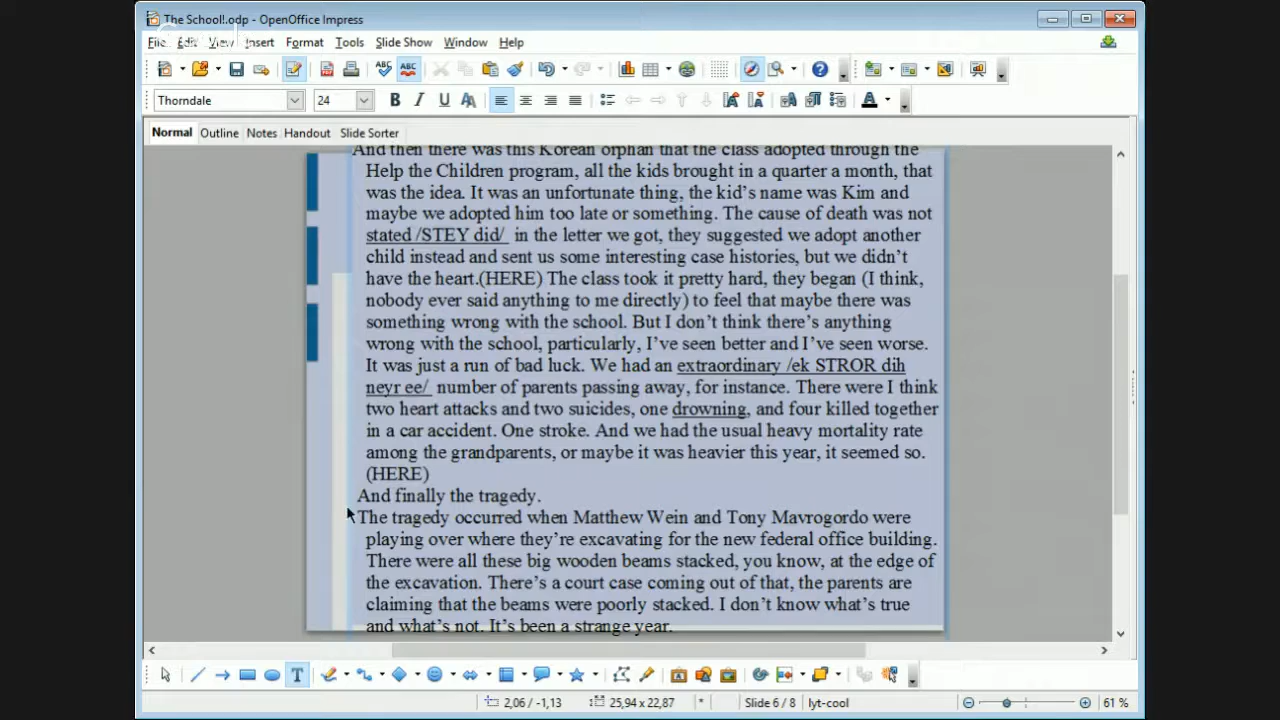 The School!.odp - OpenOffice Impress
File Edit View Insert Format Tools Slide Show Window Help
Thorndale 24
Normal Outline Notes Handout Slide Sorter
And then there was this Korean orphan that the class adopted through the
Help the Children program, all the kids brought in a quarter a month, that
was the idea. It was an unfortunate thing, the kid's name was Kim and
maybe we adopted him too late or something. The cause of death was not
stated /STEY did/ in the letter we got, they suggested we adopt another
child instead and sent us some interesting case histories, but we didn't
have the heart.(HERE) The class took it pretty hard, they began (I think,
nobody ever said anything to me directly) to feel that maybe there was
something wrong with the school. But I don't think there's anything
wrong with the school, particularly, I've seen better and I've seen worse.
It was just a run of bad luck. We had an extraordinary /ek STROR dih
neyr ee/ number of parents passing away, for instance. There were I think
two heart attacks and two suicides, one drowning, and four killed together
in a car accident. One stroke. And we had the usual heavy mortality rate
among the grandparents, or maybe it was heavier this year, it seemed so.
(HERE)
And finally the tragedy.
The tragedy occurred when Matthew Wein and Tony Mavrogordo were
playing over where they're excavating for the new federal office building.
There were all these big wooden beams stacked, you know, at the edge of
the excavation. There's a court case coming out of that, the parents are
claiming that the beams were poorly stacked. I don't know what's true
and what's not. It's been a strange year.
2,06 / -1,13 25,94 x 22,87 * Slide 6 / 8 lyt-cool 61 %